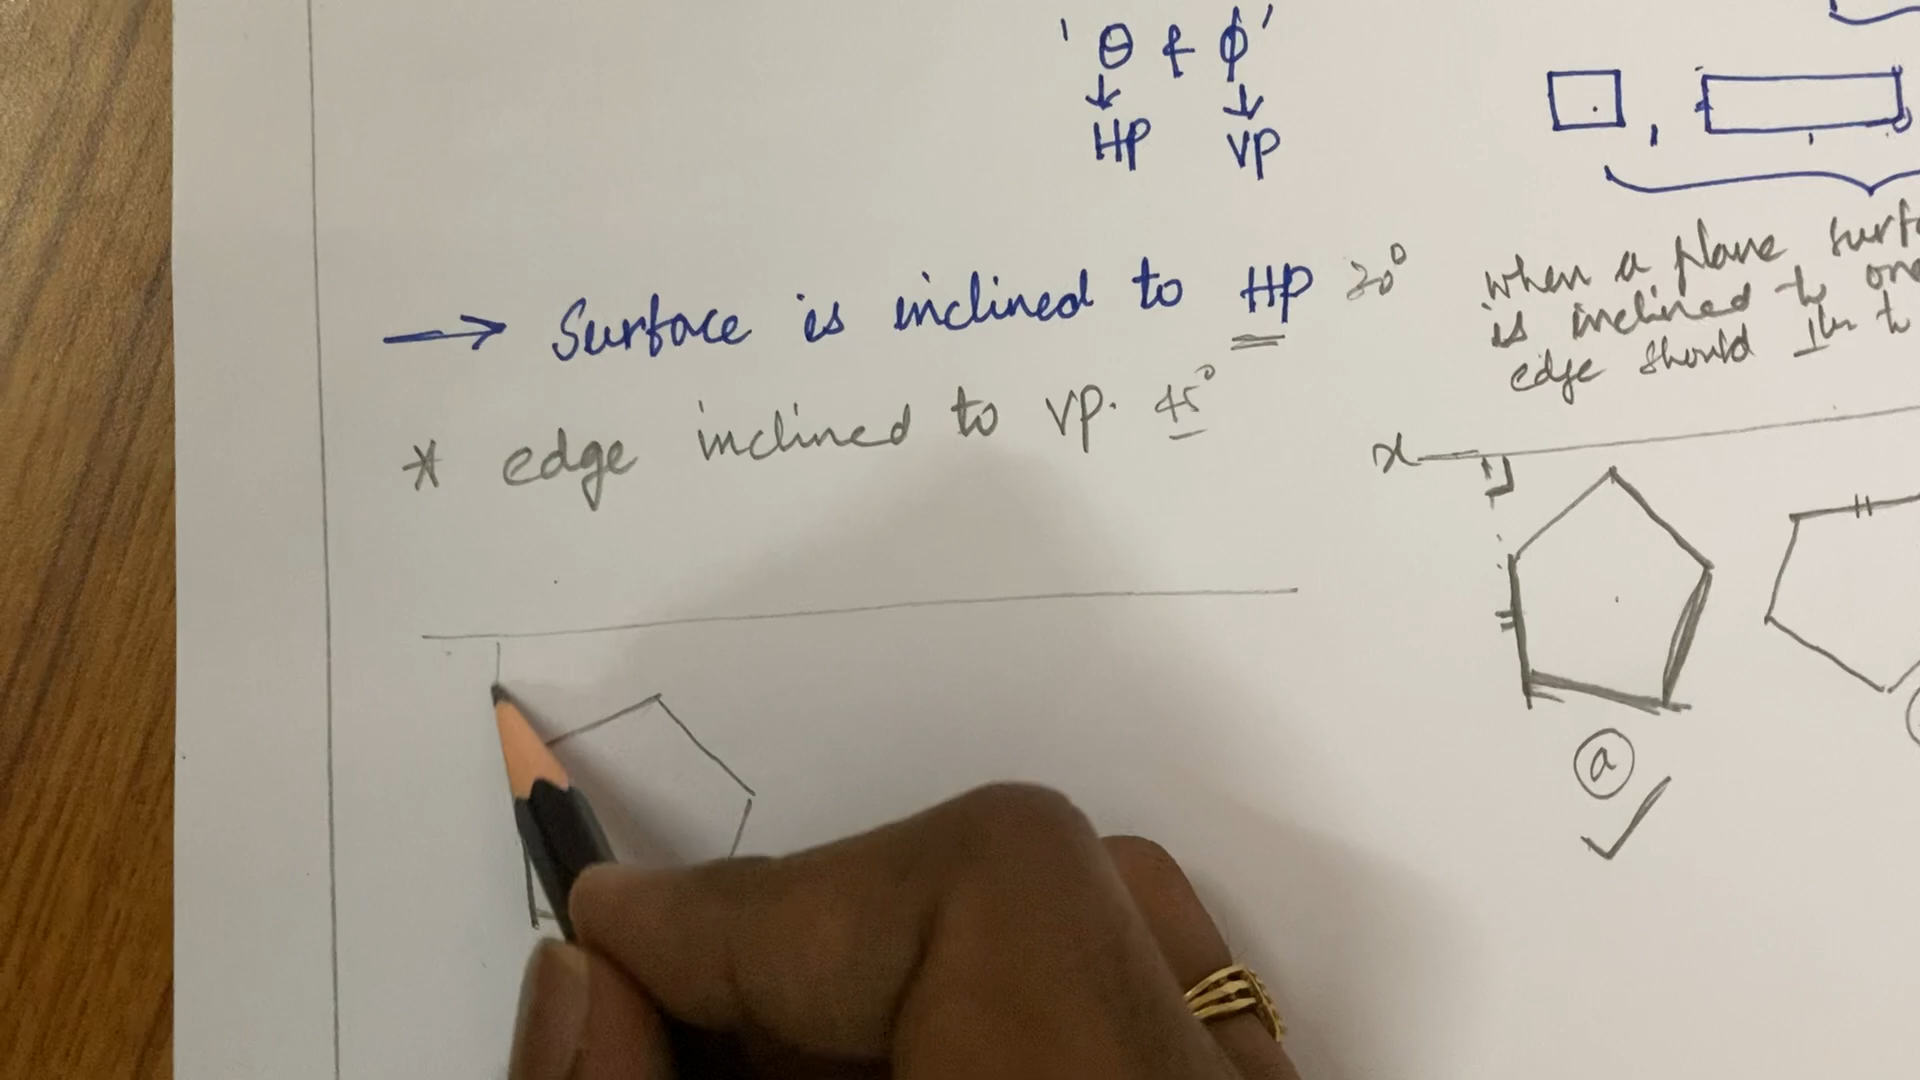 ' θ & φ '
HP VP
→ Surface is inclined to HP 30°
* edge inclined to VP. 45°
when a plane
is inclined to one
edge should ⊥lar to
x
a